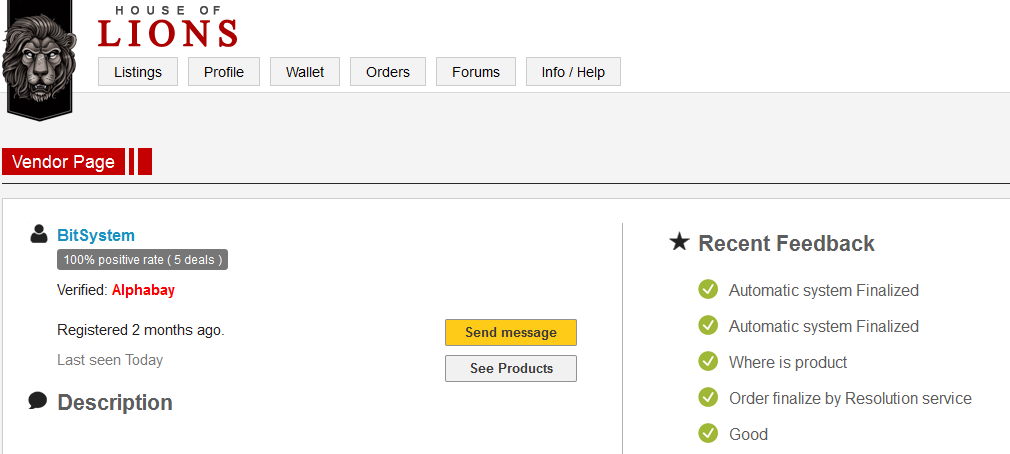 HOUSE OF
LIONS
Listings Profile Wallet Orders Forums Info / Help
Vendor Page
BitSystem
100% positive rate ( 5 deals )
Verified: Alphabay
Registered 2 months ago.
Last seen Today
Send message
See Products
Description
Recent Feedback
Automatic system Finalized
Automatic system Finalized
Where is product
Order finalize by Resolution service
Good